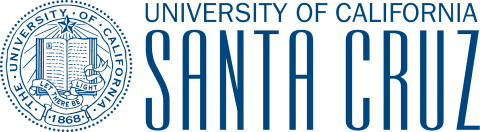 THE UNIVERSITY OF CALIFORNIA
LET THERE BE LIGHT
1868
UNIVERSITY OF CALIFORNIA
SANTA CRUZ